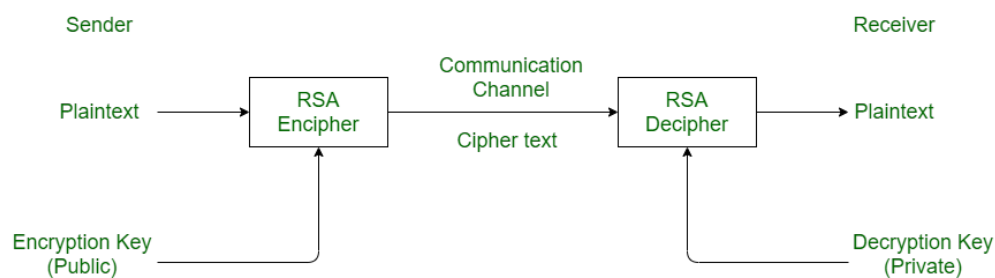 Sender
Receiver
Communication
Channel
Plaintext
RSA
Encipher
RSA
Decipher
Plaintext
Cipher text
Encryption Key
(Public)
Decryption Key
(Private)